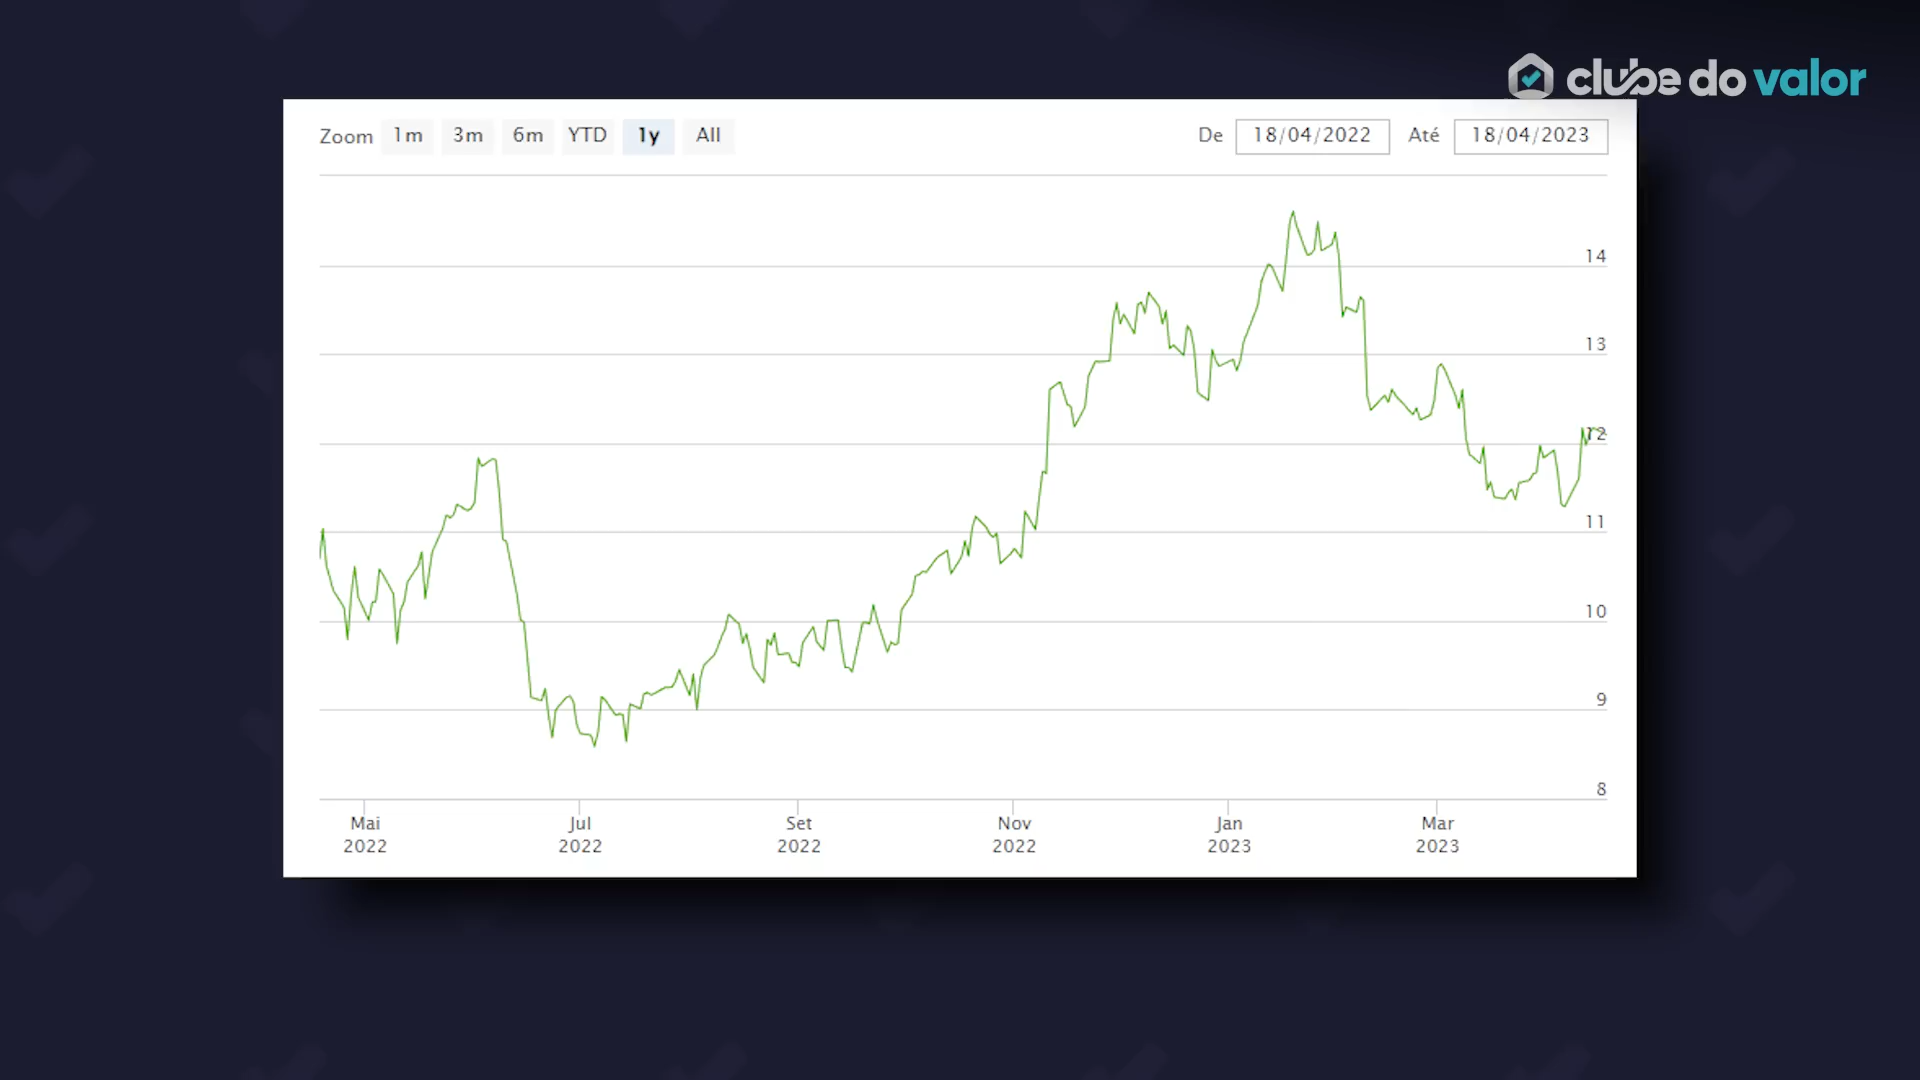 clube do valor
Zoom 1m 3m 6m YTD 1y All De 18/04/2022 Até 18/04/2023
14
13
12
11
10
9
8
Mai Jul Set Nov Jan Mar
2022 2022 2022 2022 2023 2023